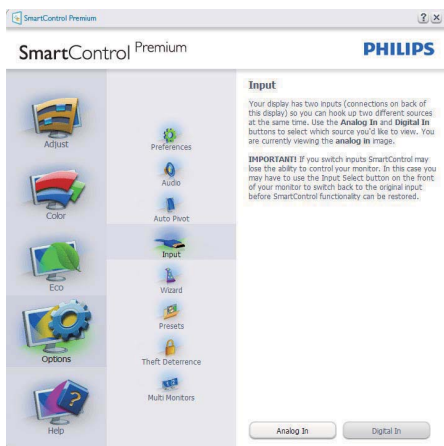 SmartControl Premium
? x
SmartControl Premium
PHILIPS
Adjust
Color
Eco
Options
Help
Preferences
Audio
Auto Pivot
Input
Wizard
Presets
Theft Deterrence
Multi Monitors
Input
Your display has two inputs (connections on back of
this display) so you can hook up two different sources
at the same time. Use the Analog In and Digital In
buttons to select which source you'd like to view. You
are currently viewing the analog in image.
IMPORTANT! If you switch inputs SmartControl may
lose the ability to control your monitor. In this case you
may have to use the Input Select button on the front
of your monitor to switch back to the original input
before SmartControl functionality can be restored.
Analog In
Digital In